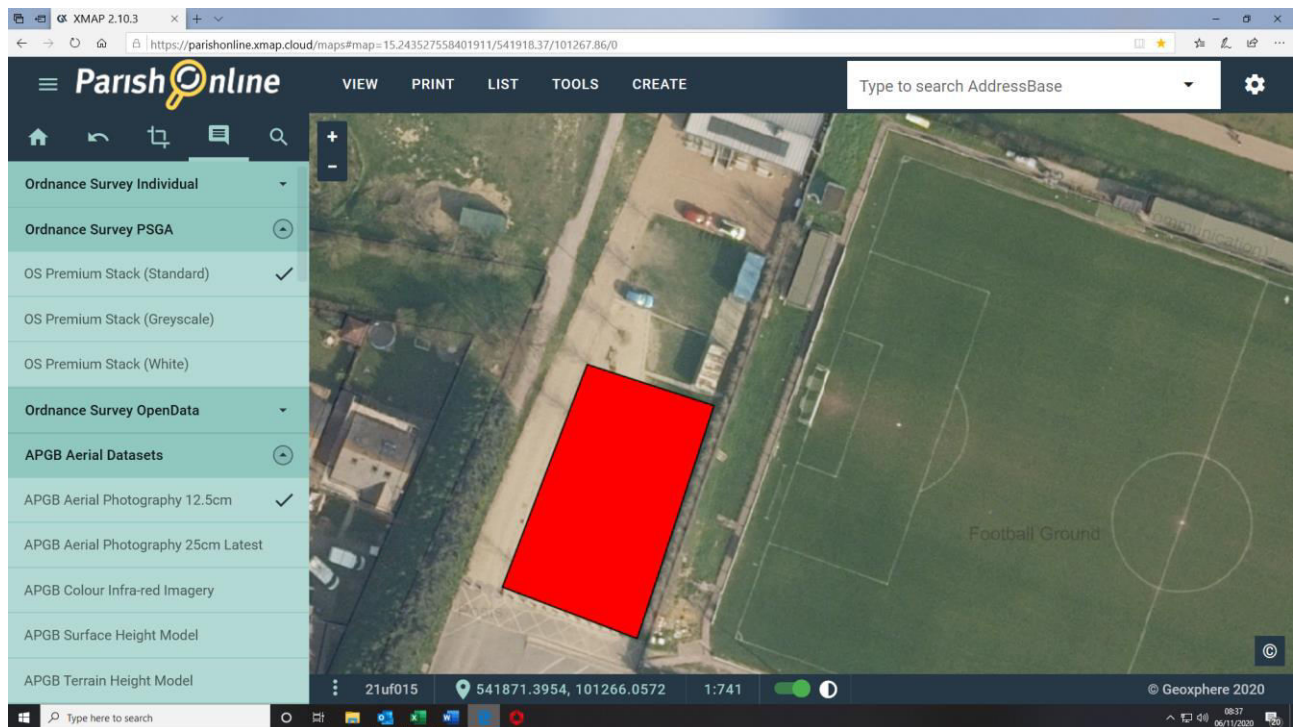 XMAP 2.10.3
https://parishonline.xmap.cloud/maps#map=15.243527558401911/541918.37/101267.86/0
Parish Online
VIEW PRINT LIST TOOLS CREATE
Type to search AddressBase
Ordnance Survey Individual
Ordnance Survey PSGA
OS Premium Stack (Standard)
OS Premium Stack (Greyscale)
OS Premium Stack (White)
Ordnance Survey OpenData
APGB Aerial Datasets
APGB Aerial Photography 12.5cm
APGB Aerial Photography 25cm Latest
APGB Colour Infra-red Imagery
APGB Surface Height Model
APGB Terrain Height Model
ommunication)
Football Ground
©
21uf015
541871.3954, 101266.0572
1:741
© Geoxphere 2020
Type here to search
08:37
06/11/2020
20